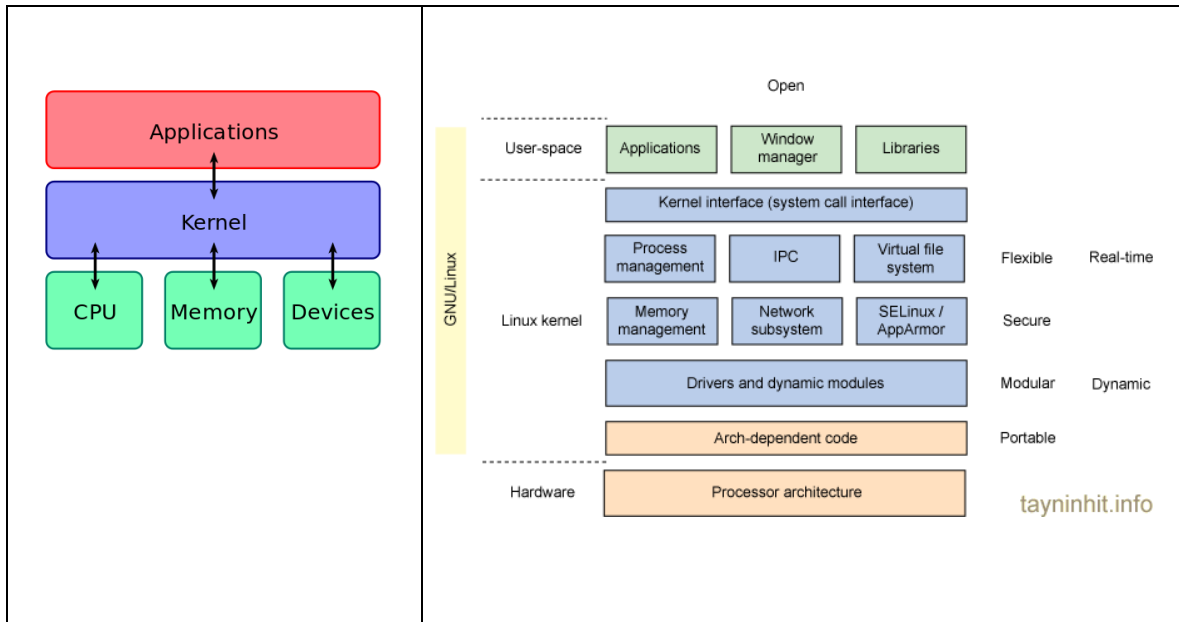 Applications
Kernel
CPU Memory Devices
Open
GNU/Linux
User-space
Applications
Window
manager
Libraries
Kernel interface (system call interface)
Linux kernel
Process
management
IPC
Virtual file
system
Flexible
Real-time
Memory
management
Network
subsystem
SELinux /
AppArmor
Secure
Drivers and dynamic modules
Modular
Dynamic
Arch-dependent code
Portable
Hardware
Processor architecture
tayninhit.info